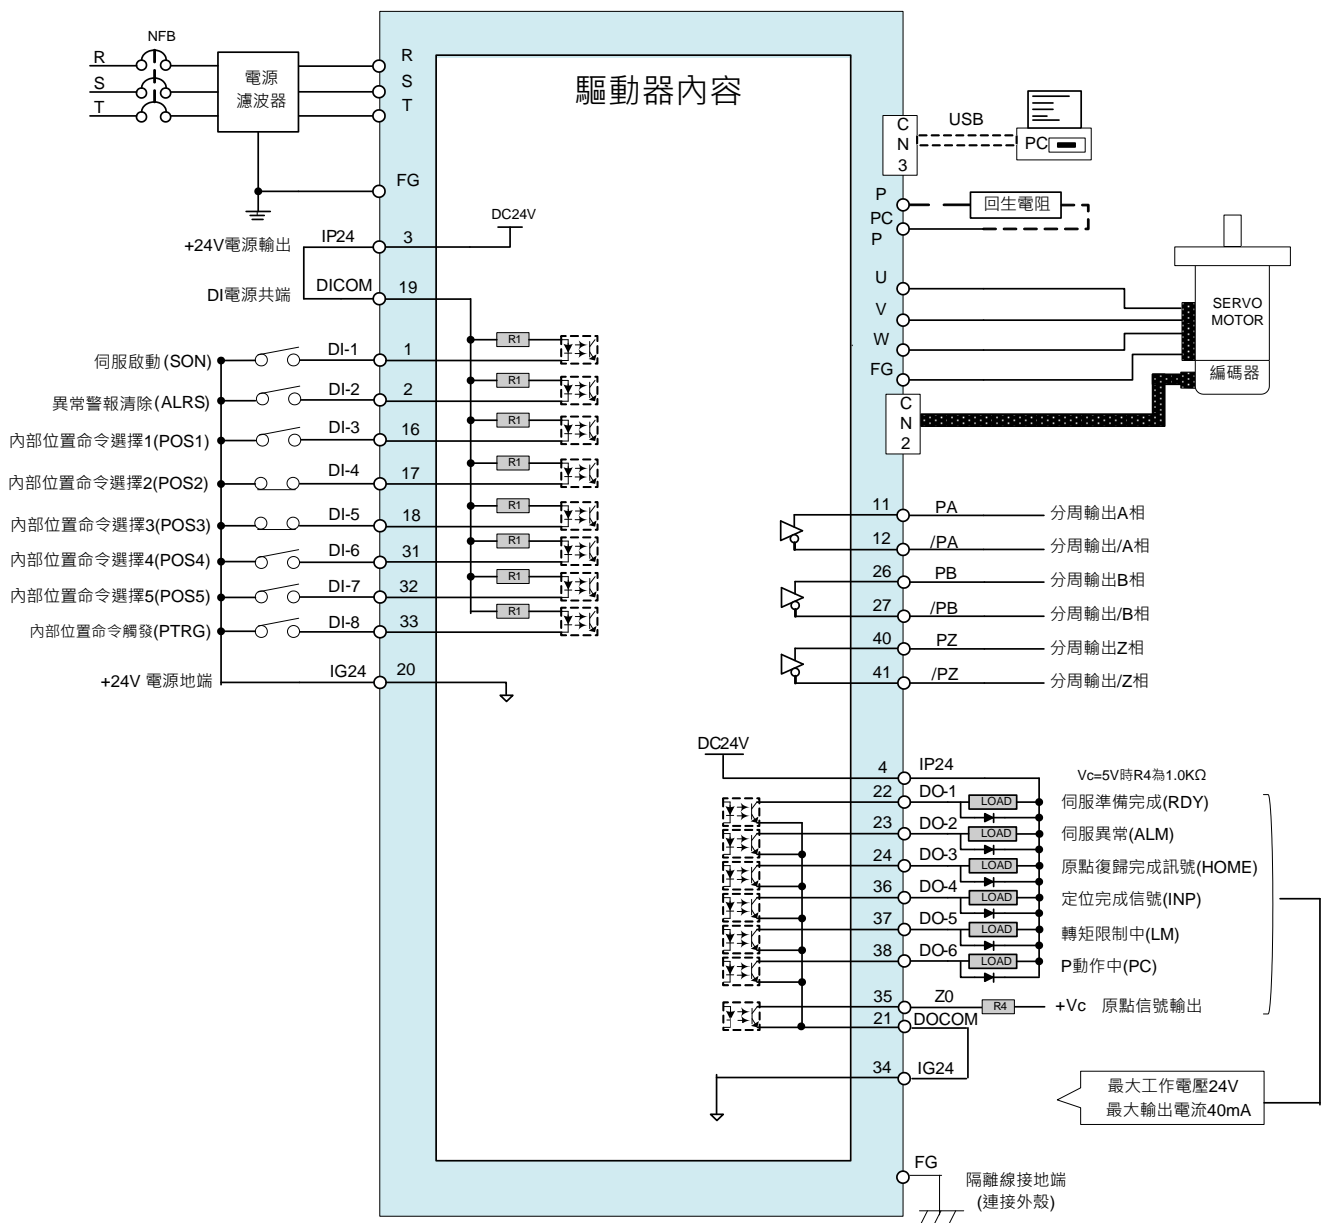 NFB
R
S
T
電源
濾波器
R
S
T
FG
驅動器內容
C
N
3
USB
PC
P
PC
P
回生電阻
U
V
W
FG
SERVO
MOTOR
編碼器
C
N
2
DC24V
+24V電源輸出
IP24
3
DI電源共端
DICOM
19
R1
伺服啟動(SON)
DI-1
1
R1
異常警報清除(ALRS)
DI-2
2
R1
內部位置命令選擇1(POS1)
DI-3
16
R1
內部位置命令選擇2(POS2)
DI-4
17
R1
內部位置命令選擇3(POS3)
DI-5
18
R1
內部位置命令選擇4(POS4)
DI-6
31
R1
內部位置命令選擇5(POS5)
DI-7
32
R1
內部位置命令觸發(PTRG)
DI-8
33
+24V 電源地端
IG24
20
11
PA
分周輸出A相
12
/PA
分周輸出/A相
26
PB
分周輸出B相
27
/PB
分周輸出/B相
40
PZ
分周輸出Z相
41
/PZ
分周輸出/Z相
DC24V
4
IP24
Vc=5V時R4為1.0KΩ
22
DO-1
LOAD
伺服準備完成(RDY)
23
DO-2
LOAD
伺服異常(ALM)
24
DO-3
LOAD
原點復歸完成訊號(HOME)
36
DO-4
LOAD
定位完成信號(INP)
37
DO-5
LOAD
轉矩限制中(LM)
38
DO-6
LOAD
P動作中(PC)
35
Z0
R4
+Vc 原點信號輸出
21
DOCOM
34
IG24
最大工作電壓24V
最大輸出電流40mA
FG
隔離線接地端
(連接外殼)